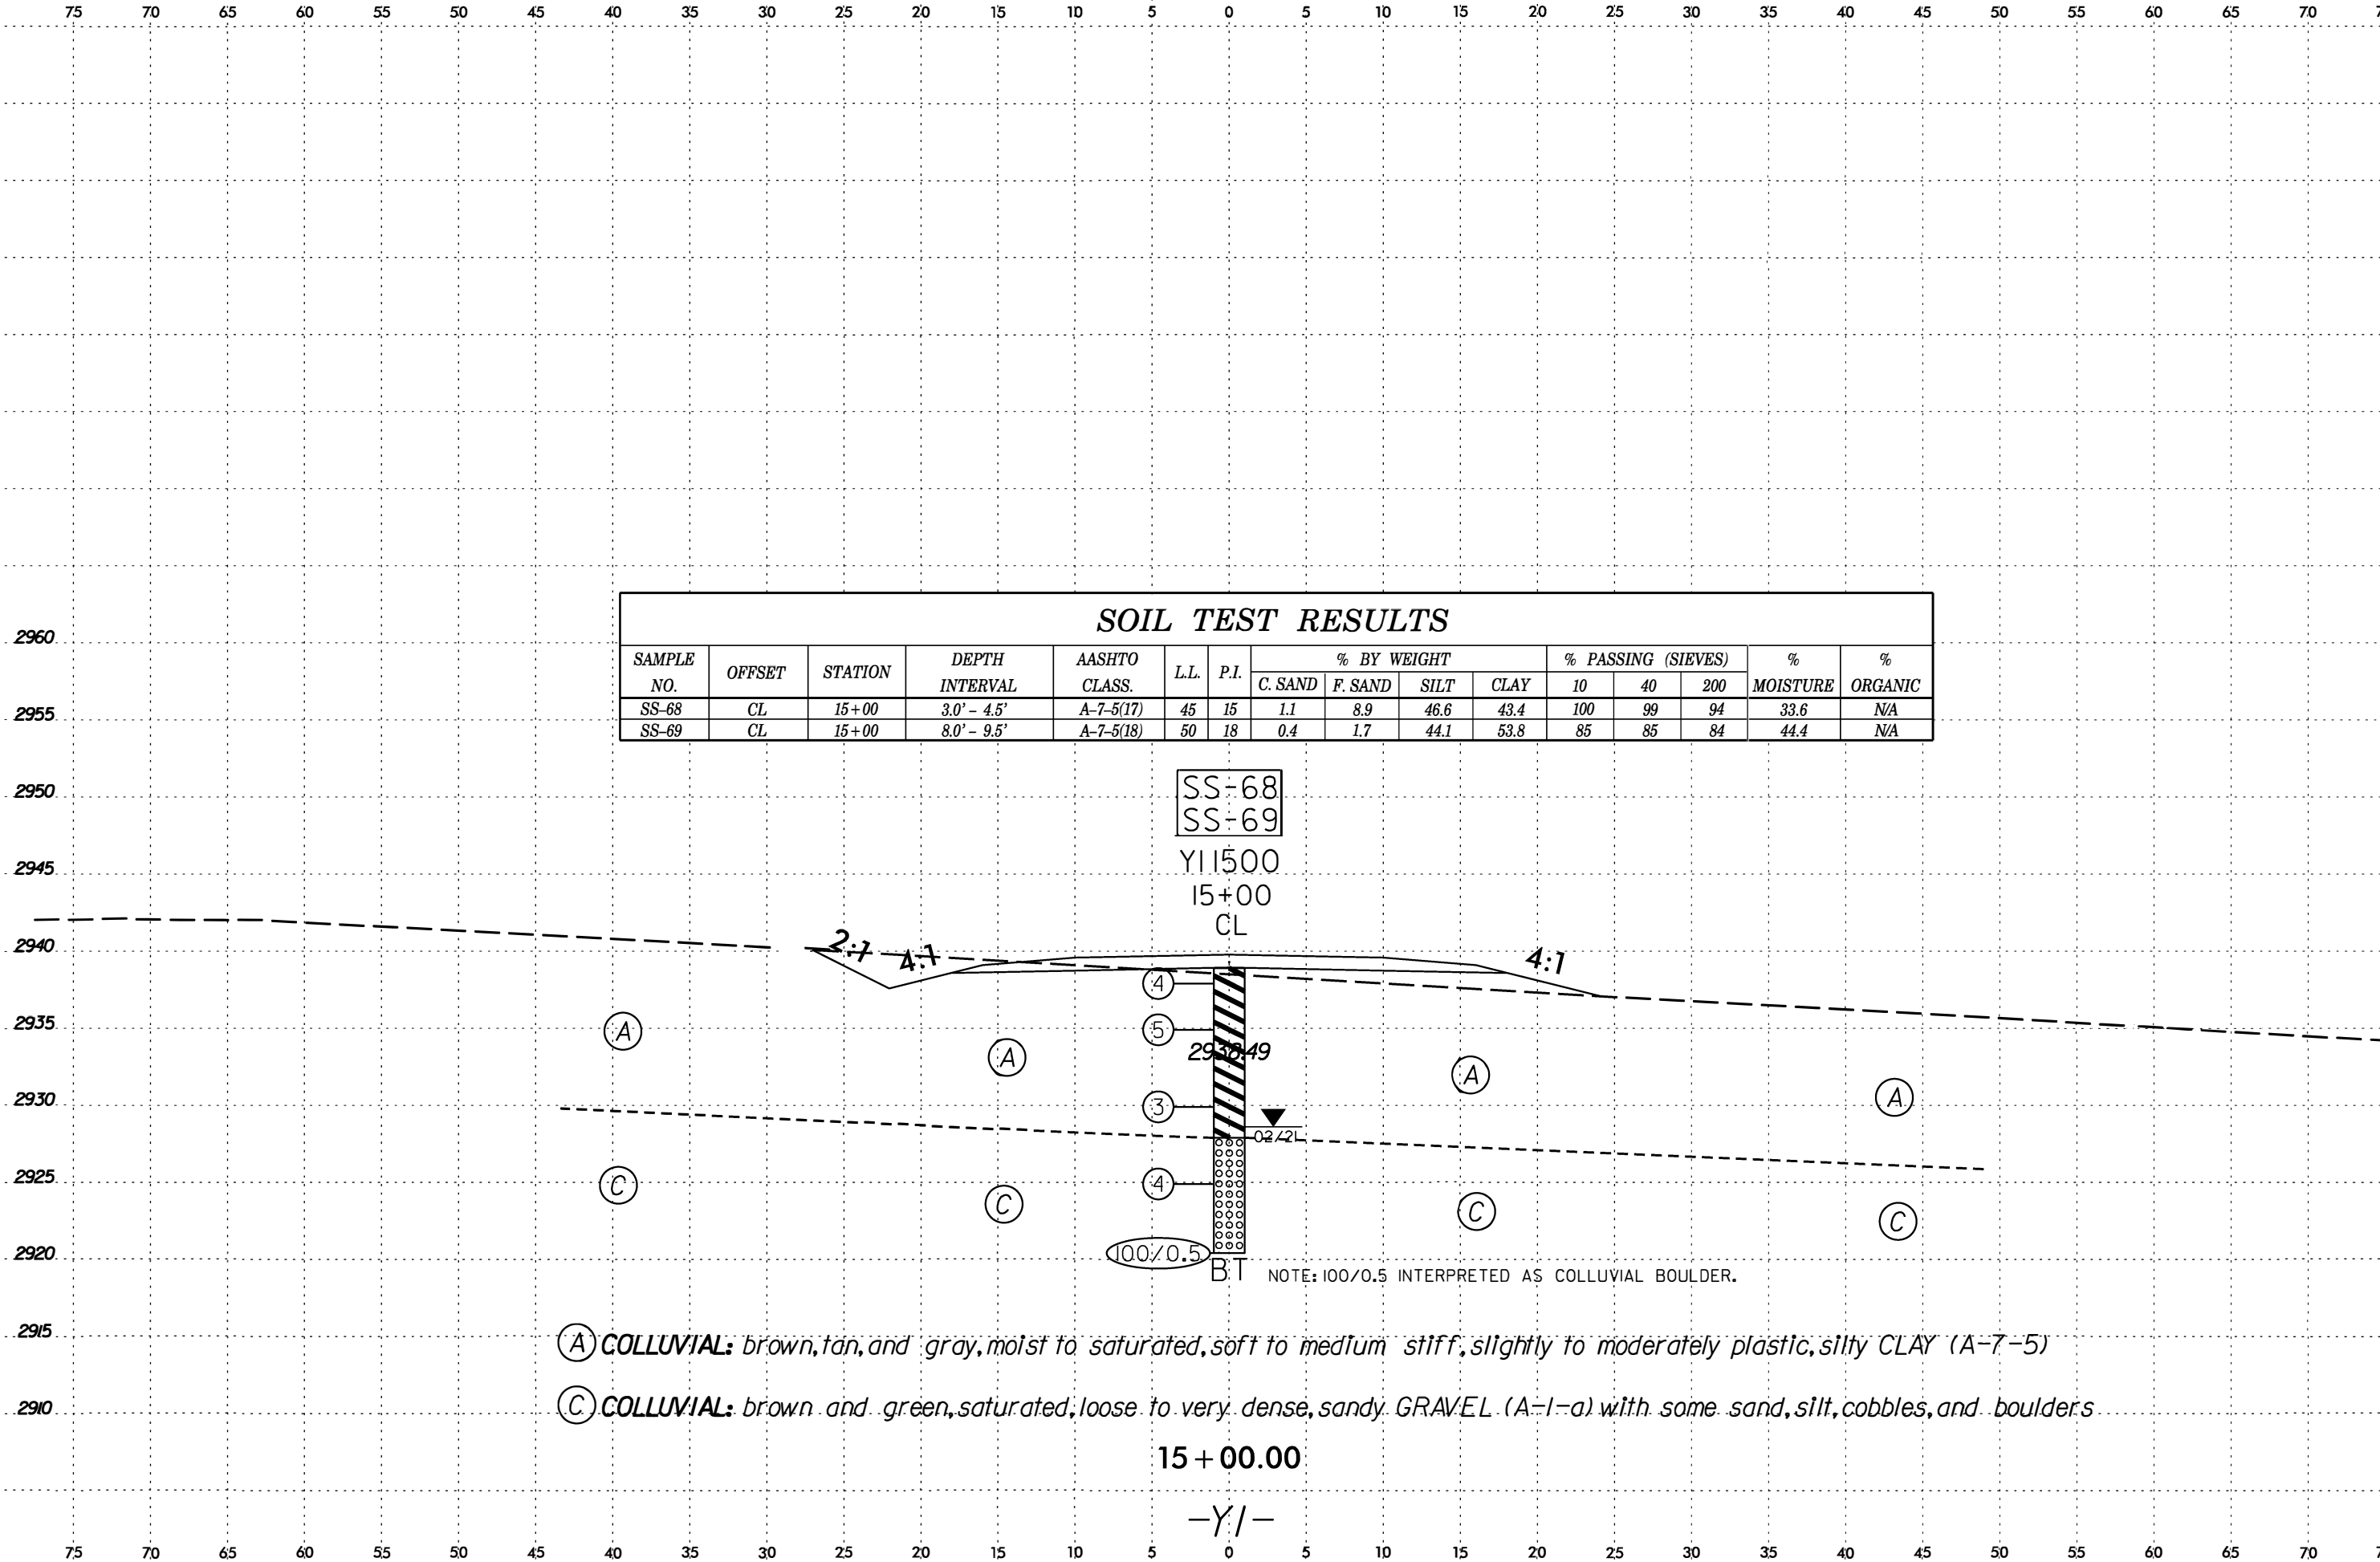 75 70 65 60 55 50 45 40 35 30 25 20 15 10 5 0 5 10 15 20 25 30 35 40 45 50 55 60 65 70
SOIL TEST RESULTS
SAMPLE NO. OFFSET STATION DEPTH INTERVAL AASHTO CLASS. L.L. P.I. % BY WEIGHT % PASSING (SIEVES) % MOISTURE % ORGANIC
C. SAND F. SAND SILT CLAY 10 40 200
SS-68 CL 15+00 3.0' - 4.5' A-7-5(17) 45 15 1.1 8.9 46.6 43.4 100 99 94 33.6 N/A
SS-69 CL 15+00 8.0' - 9.5' A-7-5(18) 50 18 0.4 1.7 44.1 53.8 85 85 84 44.4 N/A
2960
2955
2950
2945
2940
2935
2930
2925
2920
2915
2910
SS-68
SS-69
Y11500
15+00
CL
2:1
4:1
4:1
4
5
2938.49
A
A
A
A
3
02/21
4
C
C
C
C
100/0.5
BT
NOTE: 100/0.5 INTERPRETED AS COLLUVIAL BOULDER.
A COLLUVIAL: brown, tan, and gray, moist to saturated, soft to medium stiff, slightly to moderately plastic, silty CLAY (A-7-5)
C COLLUVIAL: brown and green, saturated, loose to very dense, sandy GRAVEL (A-1-a) with some sand, silt, cobbles, and boulders
15+00.00
-Y1-
75 70 65 60 55 50 45 40 35 30 25 20 15 10 5 0 5 10 15 20 25 30 35 40 45 50 55 60 65 70